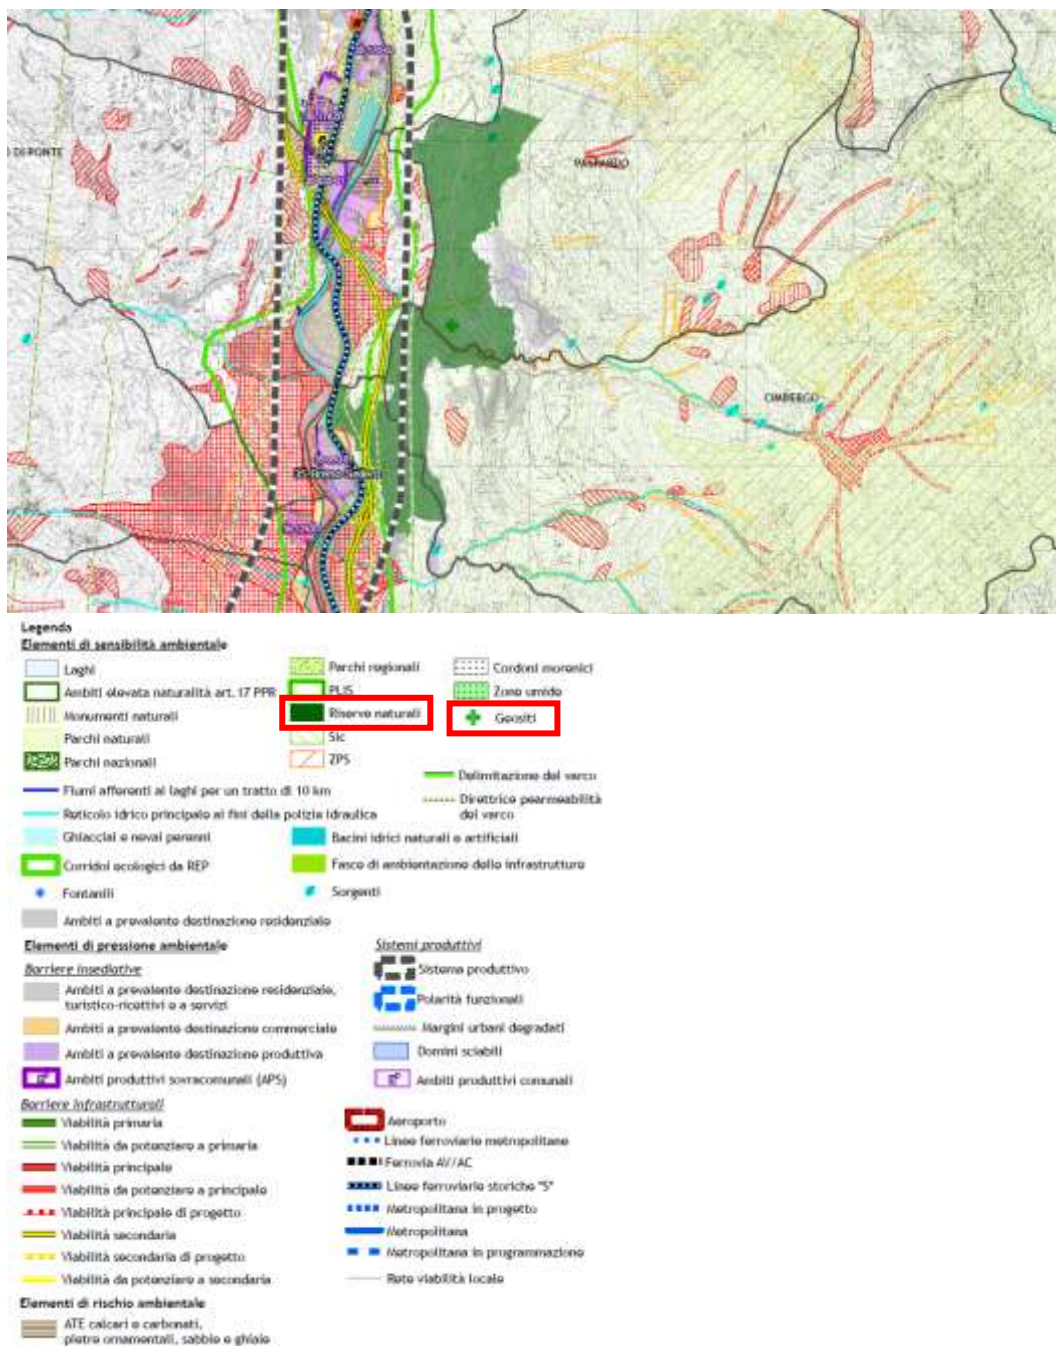 O DI PONTE
PASPARDO
CIMBERGO
Legenda
Elementi di sensibilità ambientale
Laghi
Ambiti elevata naturalità art. 17 PPR
Monumenti naturali
Parchi naturali
Parchi nazionali
Parchi regionali
PLIS
Riserve naturali
Sic
ZPS
Cordoni morenici
Zone umide
Geositi
Delimitazione del varco
Direttrice pearmeabilità
del varco
Fiumi afferenti ai laghi per un tratto di 10 km
Reticolo idrico principale ai fini della polizia idraulica
Ghiacciai e nevai perenni
Bacini idrici naturali o artificiali
Corridoi ecologici da REP
Fasce di ambientazione delle infrastrutture
Fontanili
Sorgenti
Ambiti a prevalente destinazione residenziale
Elementi di pressione ambientale
Barriere insediative
Ambiti a prevalente destinazione residenziale,
turistico-ricettivi e a servizi
Ambiti a prevalente destinazione commerciale
Ambiti a prevalente destinazione produttiva
Ambiti produttivi sovracomunali (APS)
Sistemi produttivi
Sistema produttivo
Polarità funzionali
Margini urbani degradati
Domini sciabili
Ambiti produttivi comunali
Barriere infrastrutturali
Viabilità primaria
Viabilità da potenziare a primaria
Viabilità principale
Viabilità da potenziare a principale
Viabilità principale di progetto
Viabilità secondaria
Viabilità secondaria di progetto
Viabilità da potenziare a secondaria
Aeroporto
Linee ferroviarie metropolitane
Ferrovia AV/AC
Linee ferroviarie storiche "S"
Metropolitana in progetto
Metropolitana
Metropolitana in programmazione
Rete viabilità locale
Elementi di rischio ambientale
ATE calcari e carbonati,
pietre ornamentali, sabbie e ghiaie